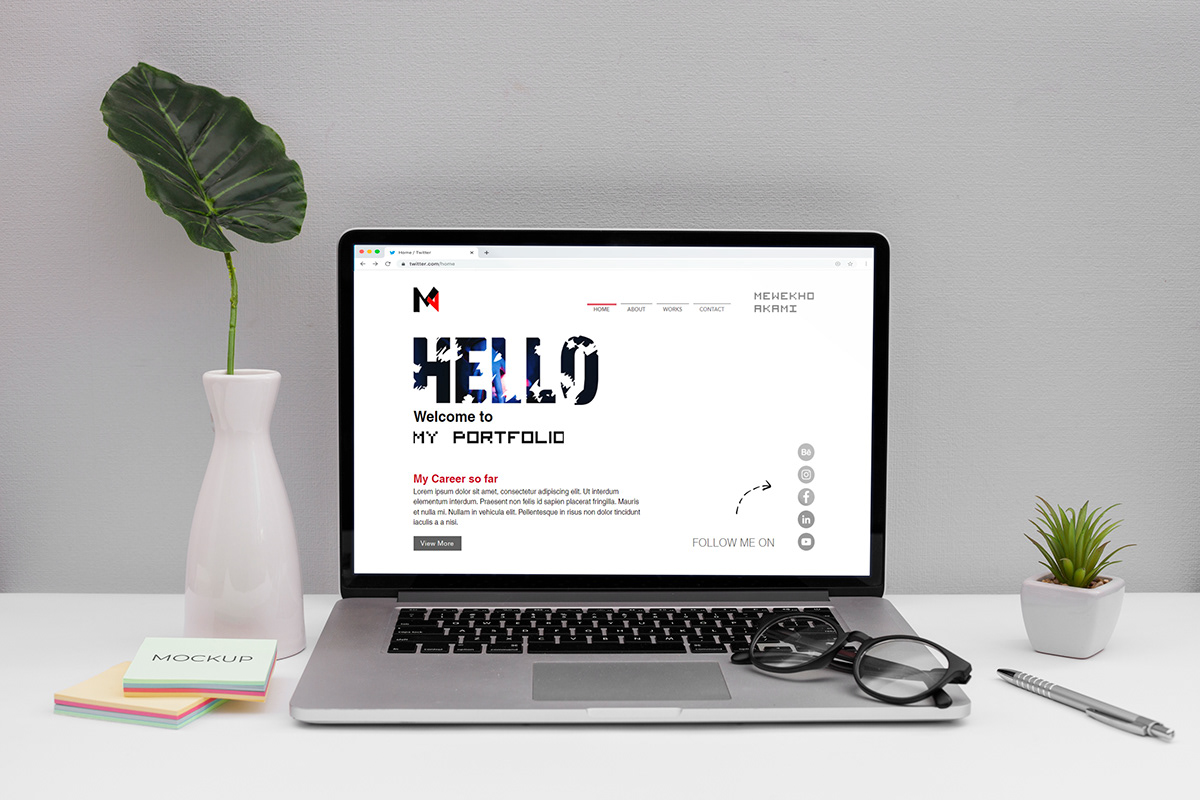 Home / Twitter
twitter.com/home
M
HOME ABOUT WORKS CONTACT
MEWEKHO
AKAMI
HELLO
Welcome to
MY PORTFOLIO
My Career so far
Lorem ipsum dolor sit amet, consectetur adipiscing elit. Ut interdum
elementum interdum. Praesent non felis id sapien placerat fringilla. Mauris
et nulla mi. Nullam in vehicula elit. Pellentesque in risus non dolor tincidunt
iaculis a a nisi.
View More
Bē
f
in
FOLLOW ME ON
MOCKUP